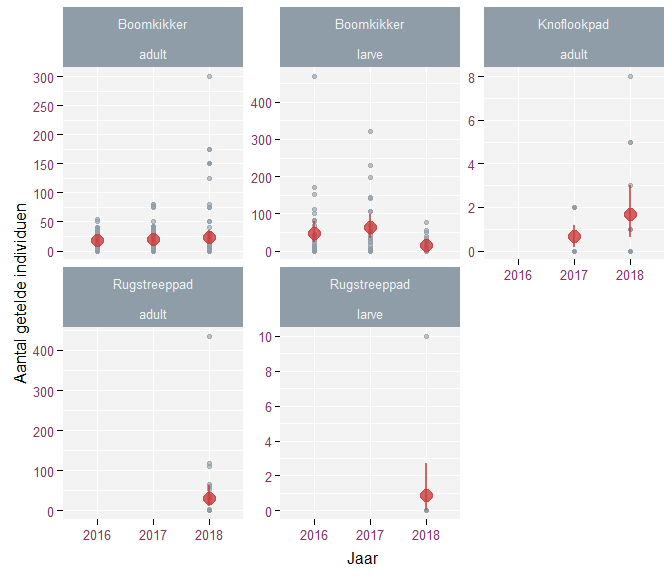 Boomkikker
adult
Boomkikker
larve
Knoflookpad
adult
300
250
200
150
100
50
0
400
300
200
100
0
8
6
4
2
0
2016 2017 2018
Rugstreeppad
adult
Rugstreeppad
larve
400
300
200
100
0
10
8
6
4
2
0
2016 2017 2018
2016 2017 2018
Jaar
Aantal getelde individuen